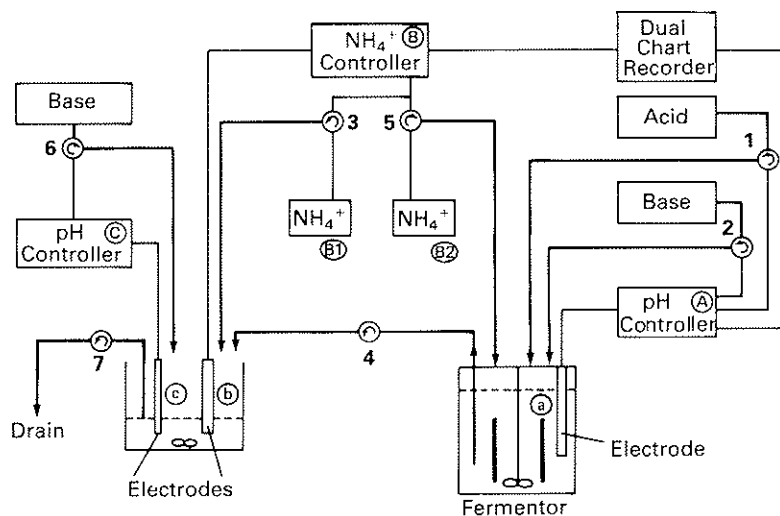 NH₄⁺ B
Controller
Dual
Chart
Recorder
Base
Acid
6
3
5
1
pH C
Controller
NH₄⁺
B1
NH₄⁺
B2
Base
2
pH A
Controller
7
4
c
b
a
Drain
Electrodes
Electrode
Fermentor